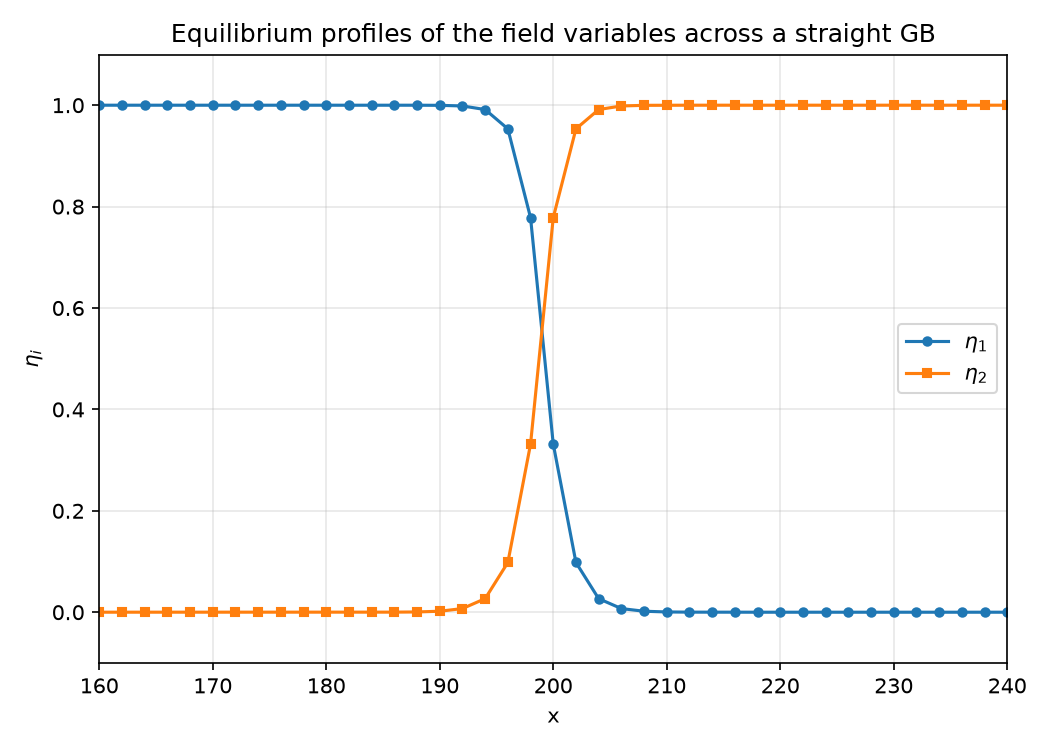 Equilibrium profiles of the field variables across a straight GB
1.0
0.8
0.6
0.4
0.2
0.0
ηi
η1
η2
160 170 180 190 200 210 220 230 240
x